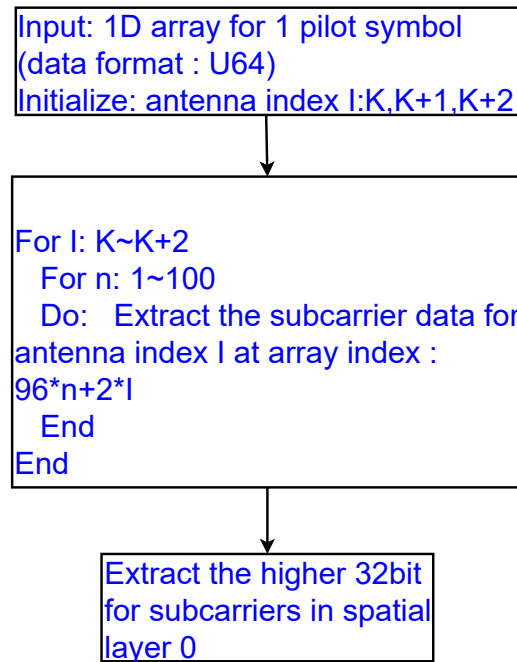 Input: 1D array for 1 pilot symbol
(data format : U64)
Initialize: antenna index I:K,K+1,K+2
For I: K~K+2
For n: 1~100
Do: Extract the subcarrier data for
antenna index I at array index :
96*n+2*I
End
End
Extract the higher 32bit
for subcarriers in spatial
layer 0